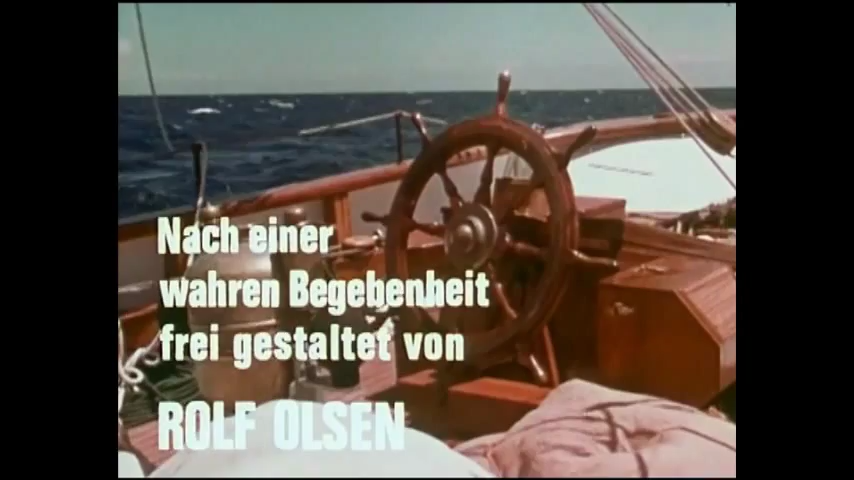 Nach einer
wahren Begebenheit
frei gestaltet von
ROLF OLSEN